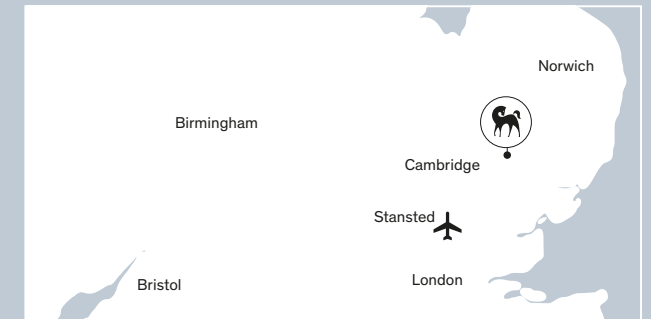 Norwich
Birmingham
Cambridge
Stansted
London
Bristol